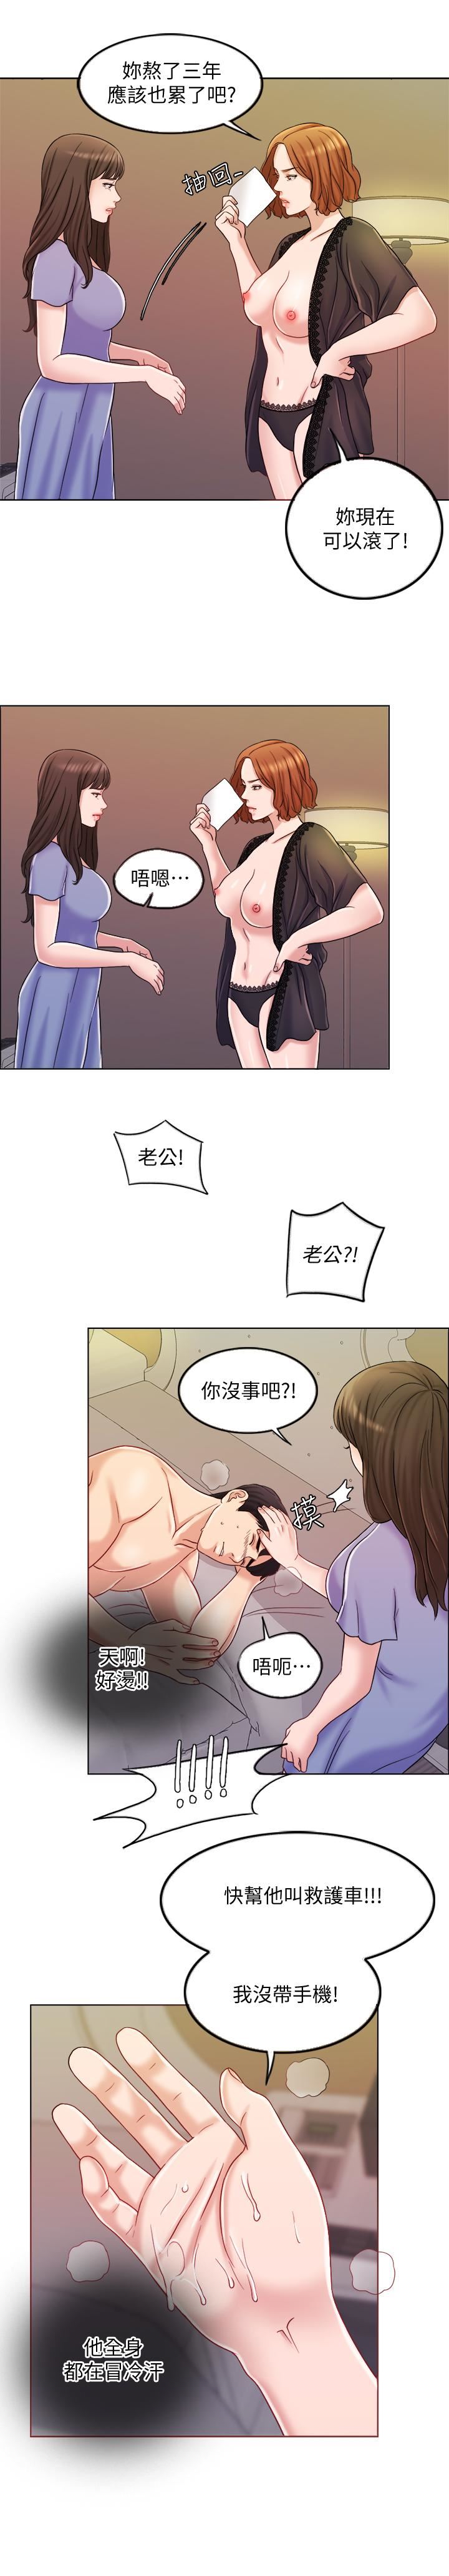 妳熬了三年
應該也累了吧?
抽回-
妳現在
可以滾了!
唔嗯…
老公!
老公?!
你沒事吧?!
摸
天啊!
好燙!!
唔呃…
!!!!
快幫他叫救護車!!!
我沒帶手機!
他全身
都在冒冷汗